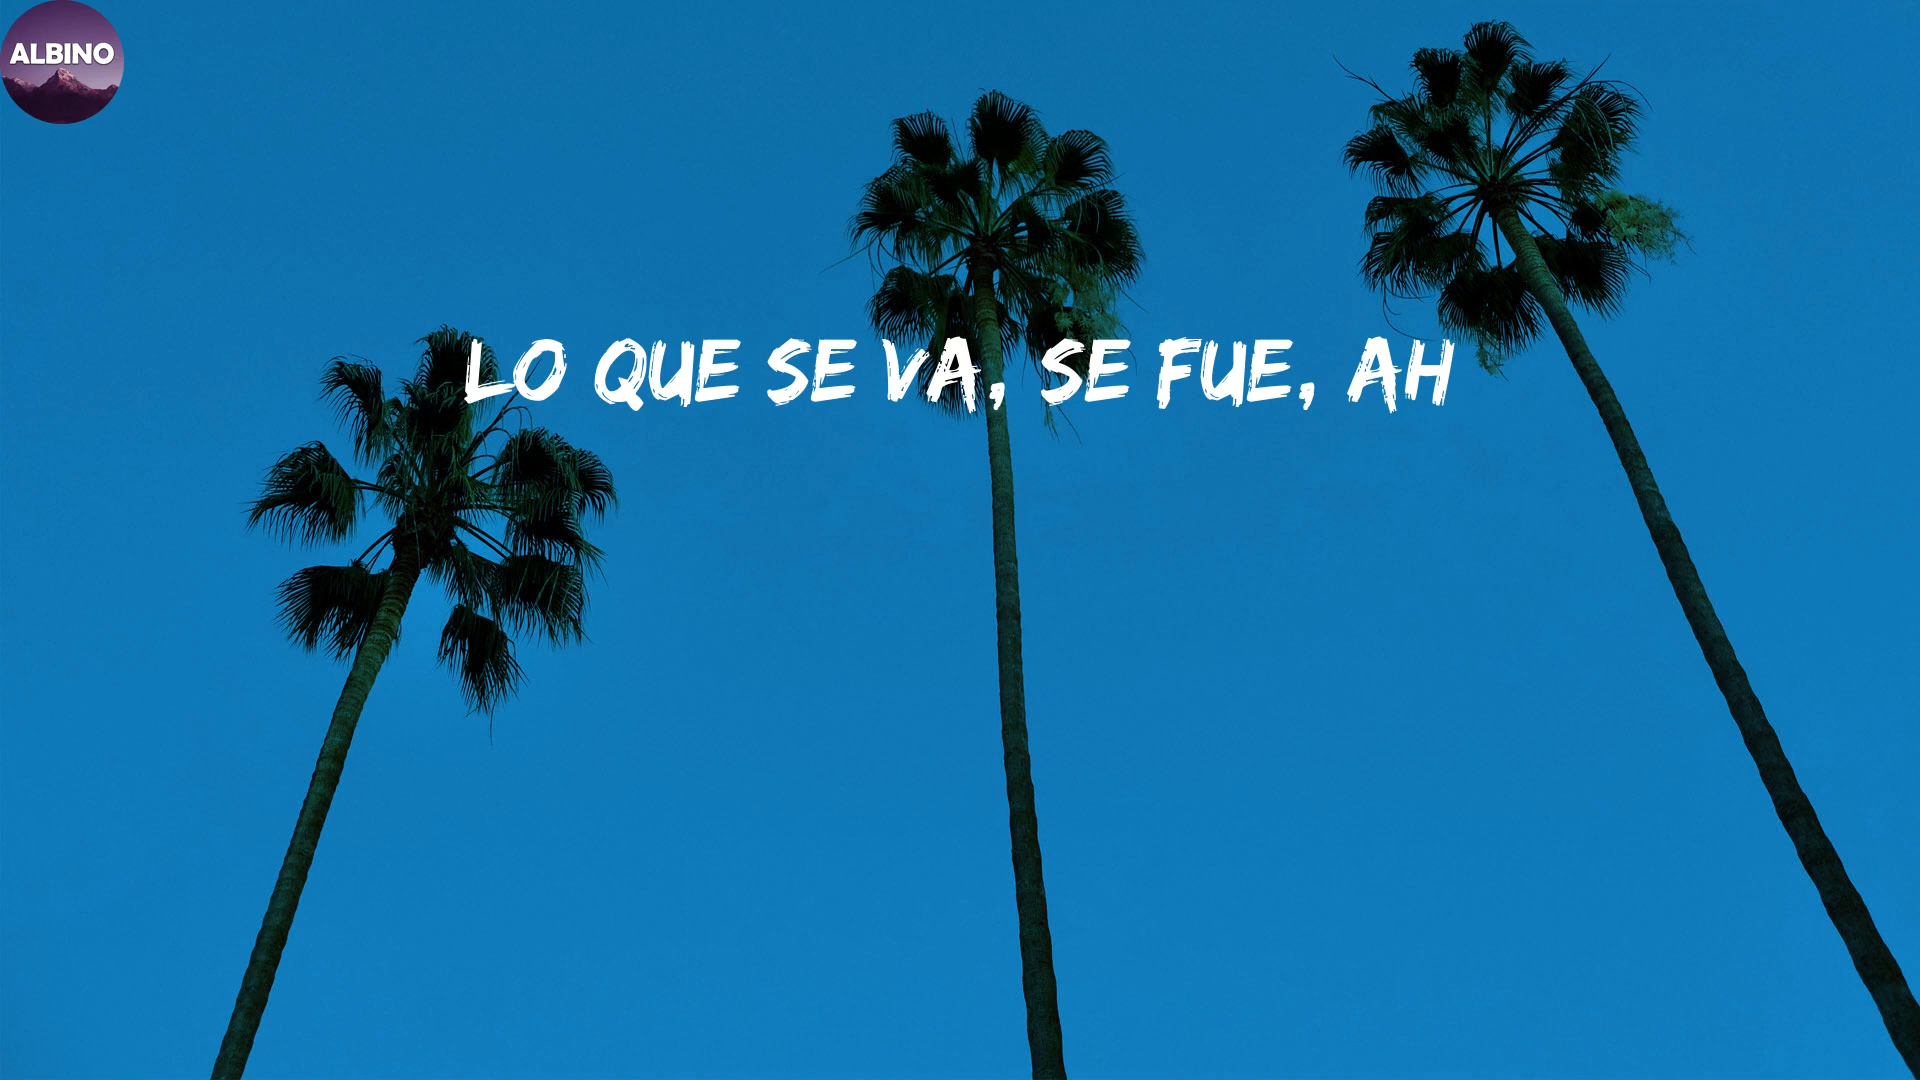 ALBINO
LO QUE SE VA, SE FUE, AH